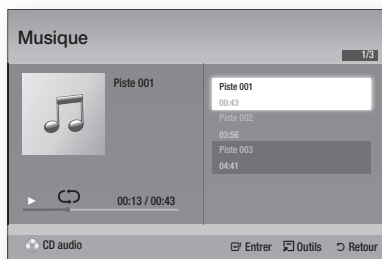 Musique
1/3
Piste 001
00:13 / 00:43
Piste 001
00:43
Piste 002
03:56
Piste 003
04:41
CD audio
Entrer
Outils
Retour